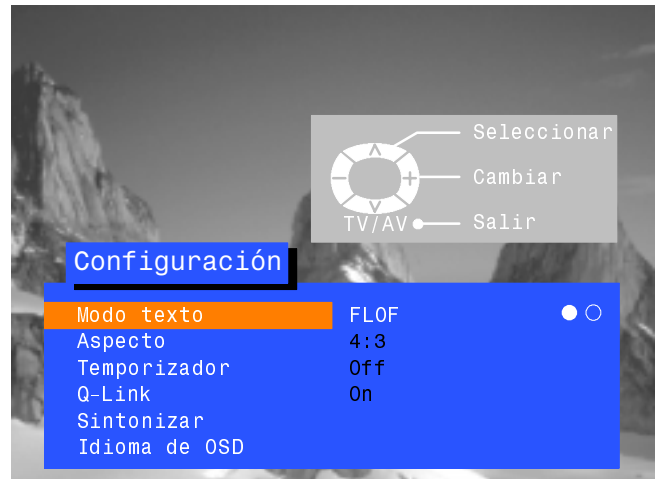 Seleccionar
Cambiar
TV/AV Salir
Configuración
Modo texto FLOF
Aspecto 4:3
Temporizador Off
Q-Link On
Sintonizar
Idioma de OSD